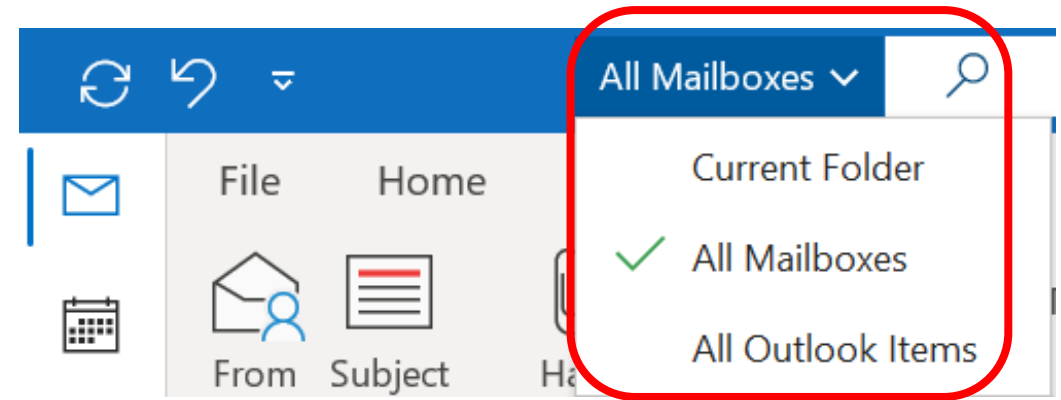 All Mailboxes
File Home
Current Folder
All Mailboxes
From Subject
All Outlook Items